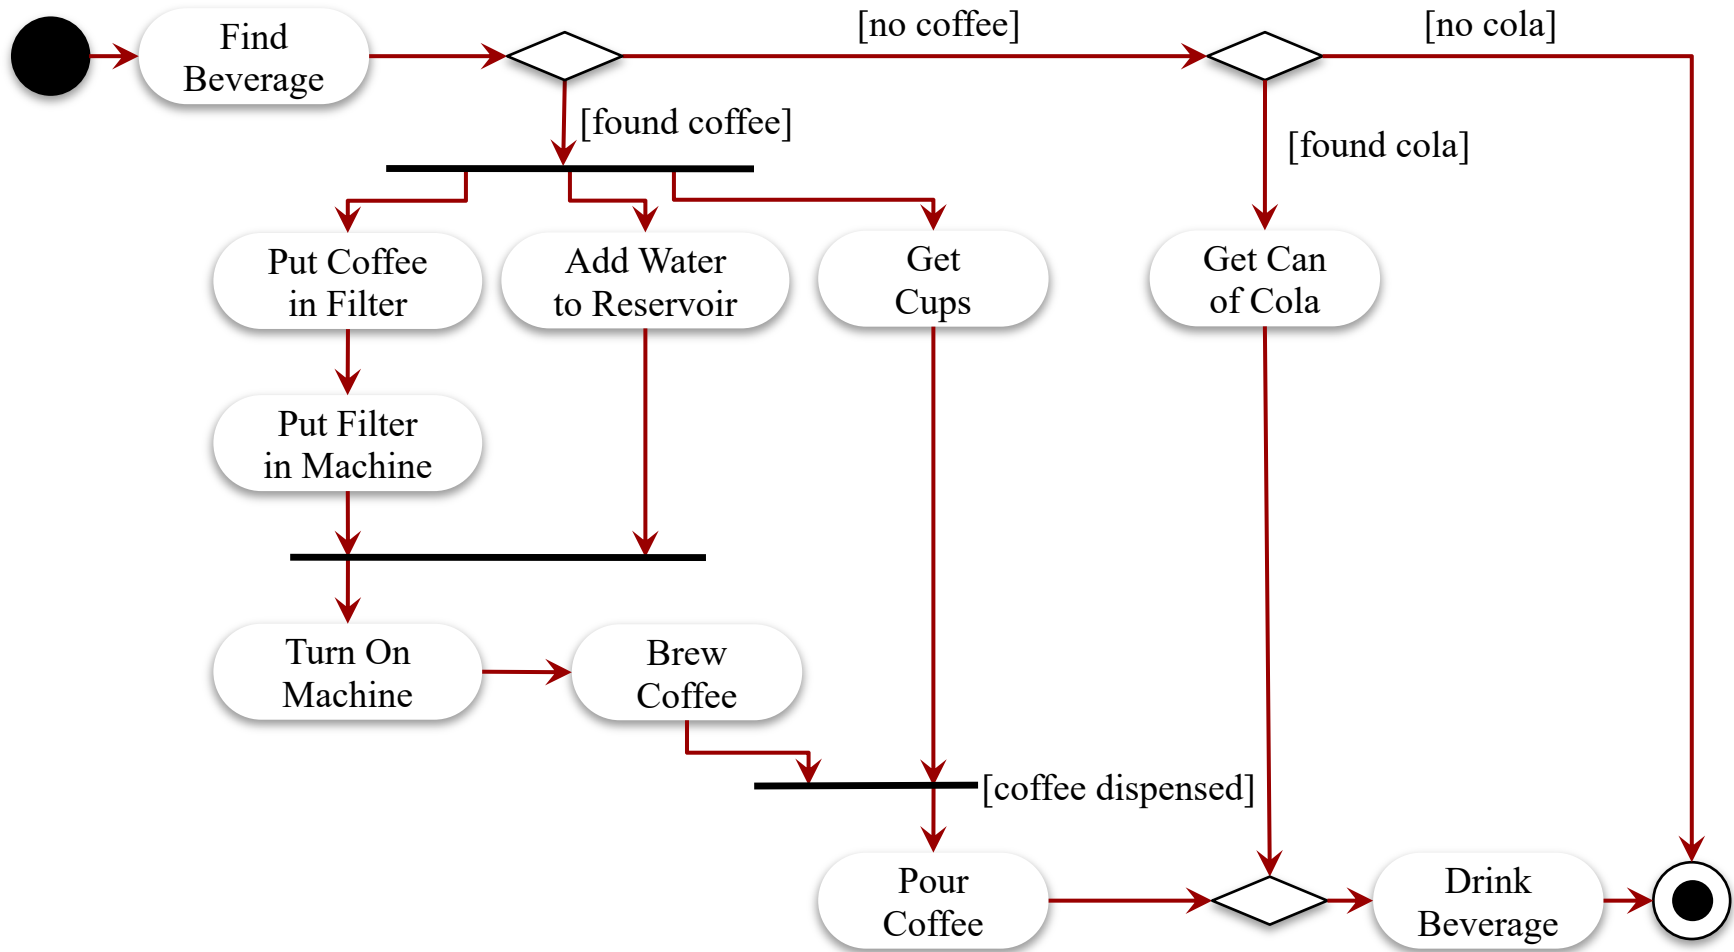 Find
Beverage
[no coffee]
[no cola]
[found coffee]
[found cola]
Put Coffee
in Filter
Add Water
to Reservoir
Get
Cups
Get Can
of Cola
Put Filter
in Machine
Turn On
Machine
Brew
Coffee
[coffee dispensed]
Pour
Coffee
Drink
Beverage